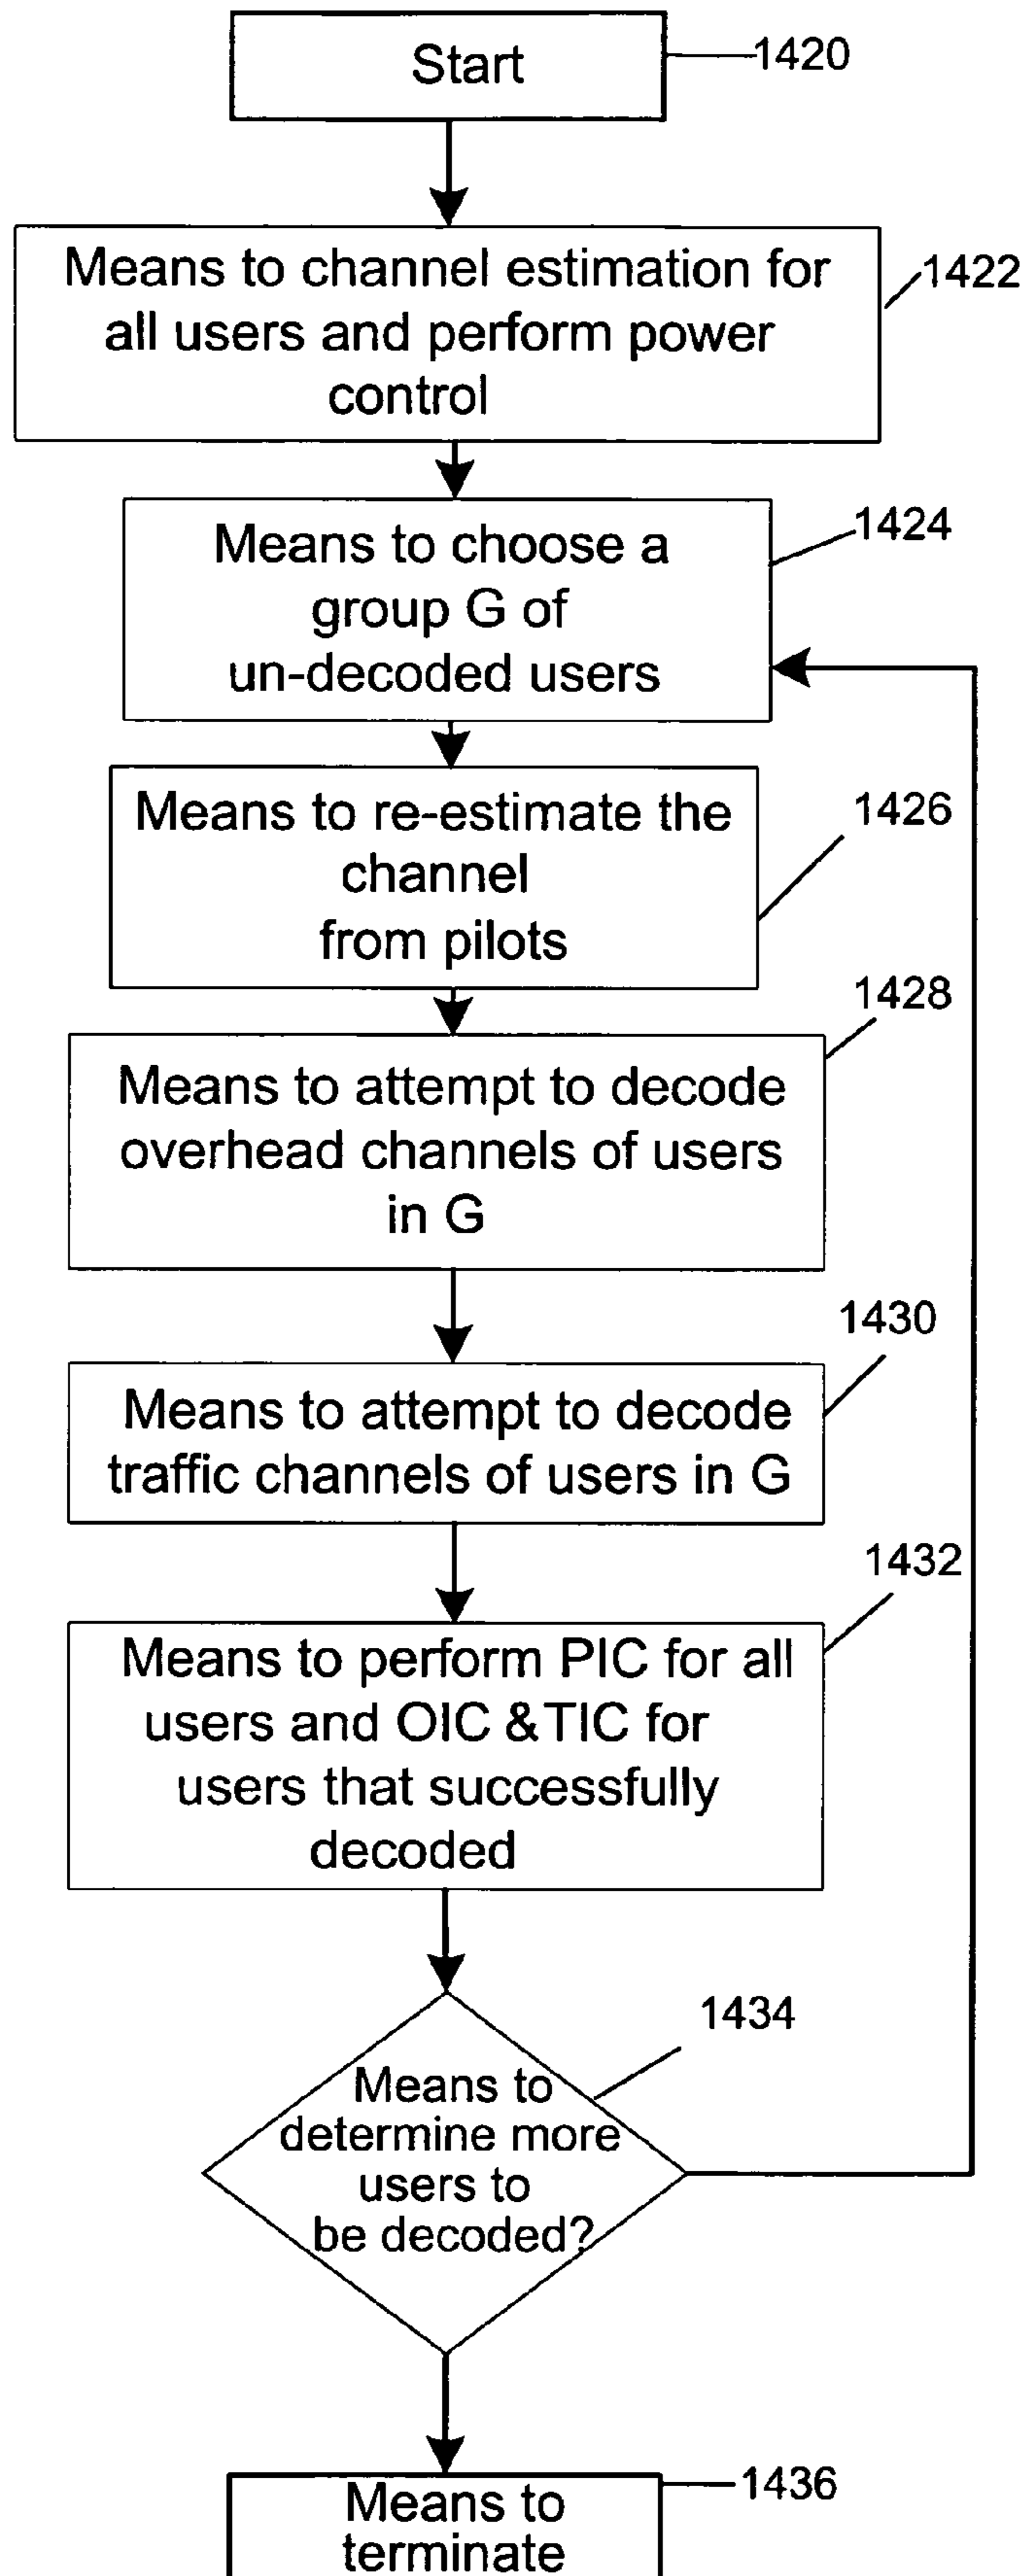 Start
1420
Means to channel estimation for
all users and perform power
control
1422
Means to choose a
group G of
un-decoded users
1424
Means to re-estimate the
channel
from pilots
1426
Means to attempt to decode
overhead channels of users
in G
1428
Means to attempt to decode
traffic channels of users in G
1430
Means to perform PIC for all
users and OIC & TIC for
users that successfully
decoded
1432
Means to
determine more
users to
be decoded?
1434
Means to
terminate
1436